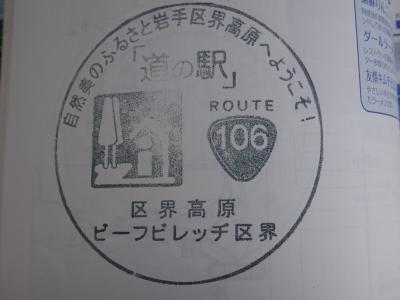 自然美のふるさと岩手区界高原へようこそ!
「道の駅」
ROUTE
106
区界高原
ビーフビレッヂ区界